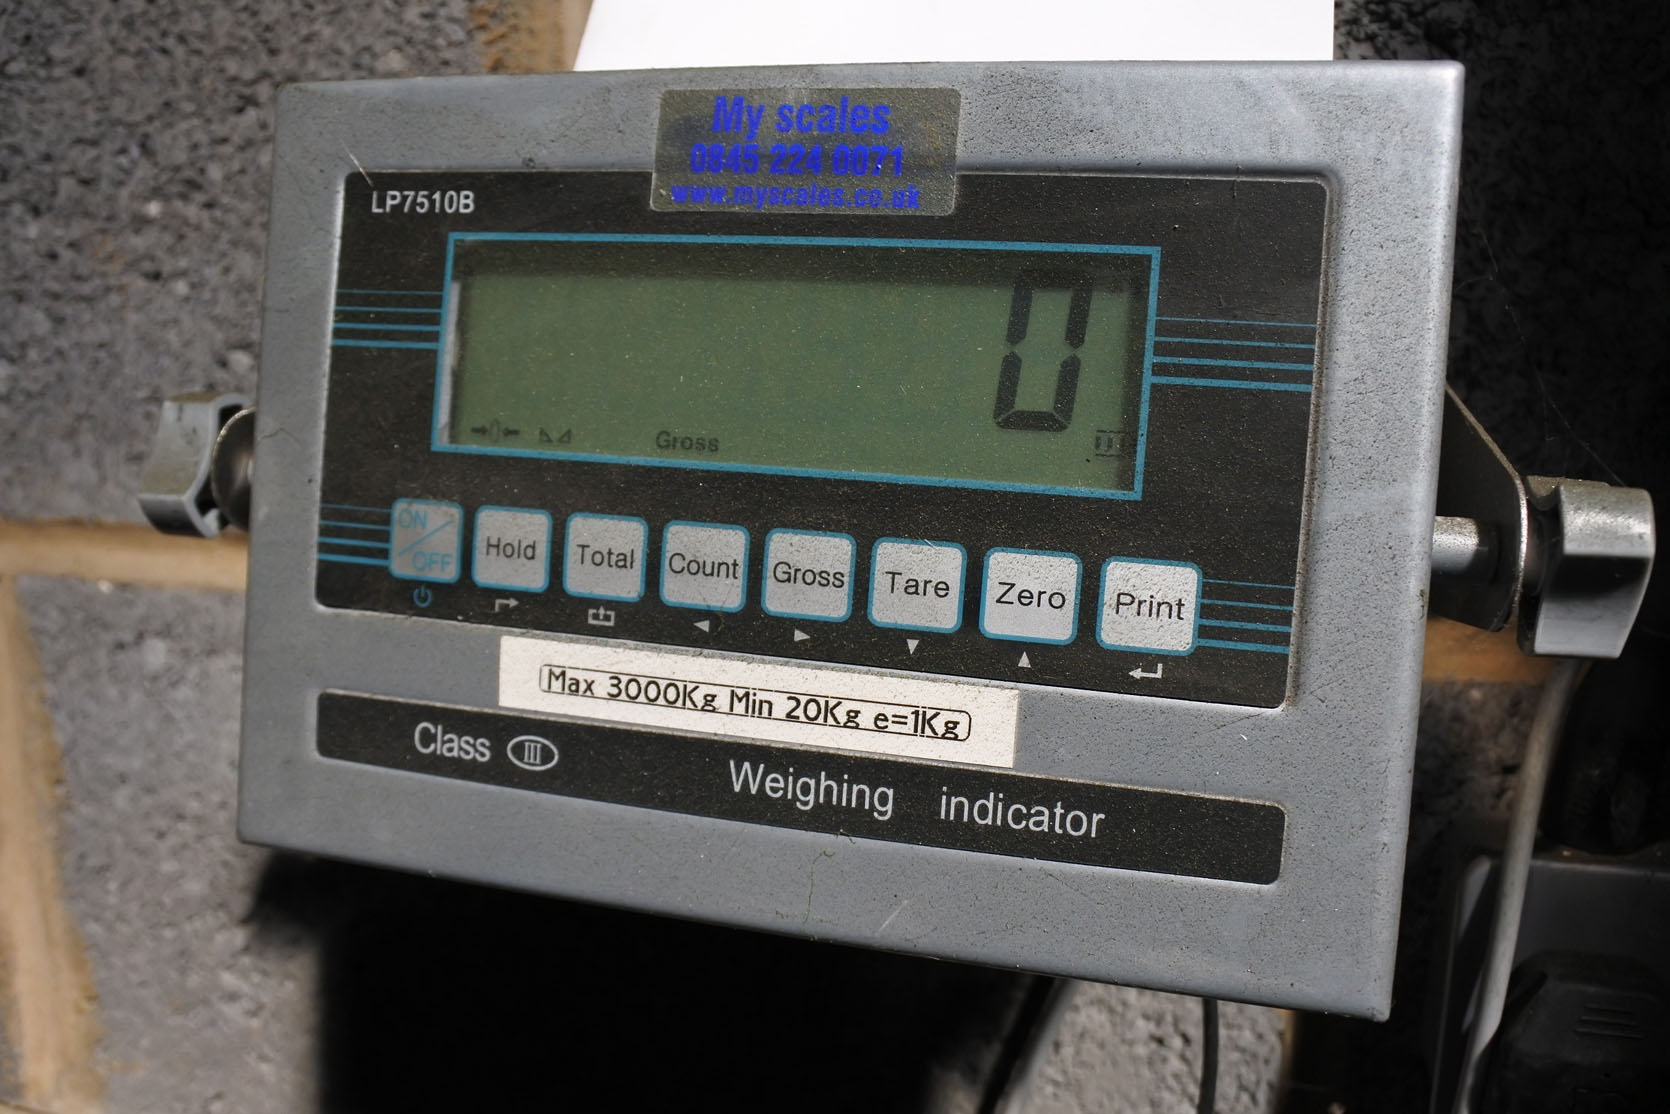 My scales
0845 224 0071
www.myscales.co.uk
LP7510B
0
Gross
ON
OFF
Hold
Total
Count
Gross
Tare
Zero
Print
Max 3000Kg Min 20Kg e=1Kg
Class III
Weighing indicator